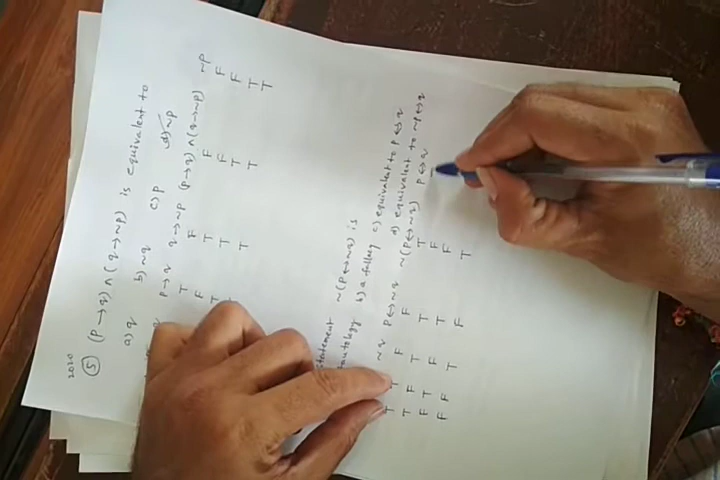 2020
⑤ (p→q) ∧ (q→~p) is equivalent to
a) q b) ~q c) p d) ~p
q p→q q→~p (p→q) ∧ (q→~p) ~p
T F F F
F T F F
T T T T
T T T
statement ~(p↔~q) is
tautology b) a fallacy c) equivalent to p↔q
d) equivalent to ~p↔q
~q p↔~q ~(p↔~q) p↔q
T T F F T
T F T T F
F T F T F
F F T F T